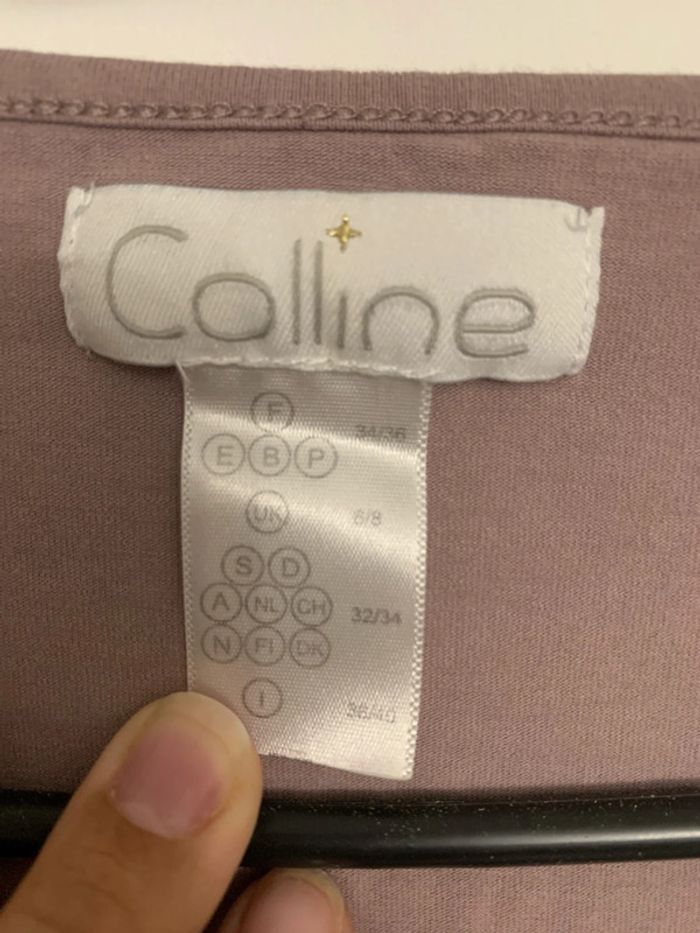 Colline
F
34/36
E B P
UK 6/8
S D
A NL CH 32/34
N FI DK
I 38/40